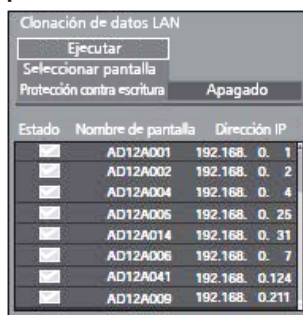 Clonación de datos LAN
Ejecutar
Seleccionar pantalla
Protección contra escritura Apagado
Estado Nombre de pantalla Dirección IP
AD12A001 192.168. 0. 1
AD12A002 192.168. 0. 2
AD12A004 192.168. 0. 4
AD12A005 192.168. 0. 25
AD12A014 192.168. 0. 31
AD12A006 192.168. 0. 7
AD12A041 192.168. 0.124
AD12A009 192.168. 0.211